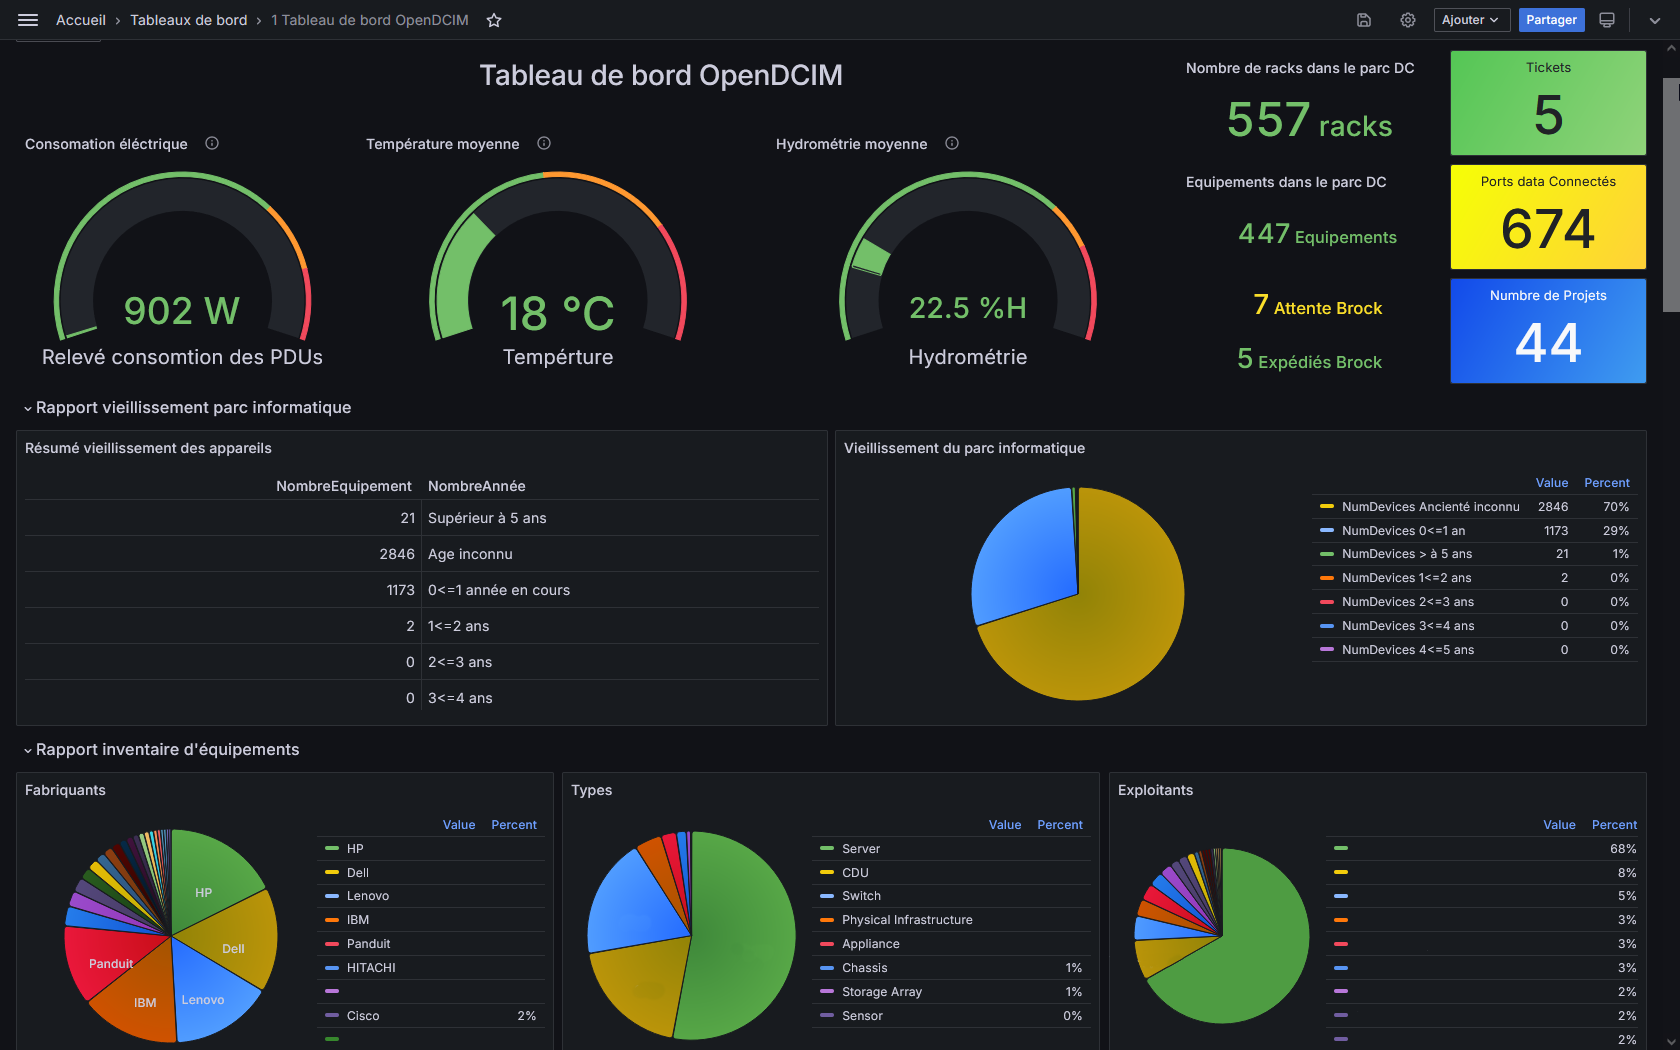 Accueil › Tableaux de bord › 1 Tableau de bord OpenDCIM
Ajouter
Partager
Tableau de bord OpenDCIM
Consomation éléctrique
902 W
Relevé consomtion des PDUs
Température moyenne
18 °C
Tempérture
Hydrométrie moyenne
22.5 %H
Hydrométrie
Nombre de racks dans le parc DC
557 racks
Equipements dans le parc DC
447 Equipements
7 Attente Brock
5 Expédiés Brock
Tickets
5
Ports data Connectés
674
Numbre de Projets
44
Rapport vieillissement parc informatique
Résumé vieillissement des appareils
NombreEquipement NombreAnnée
21 Supérieur à 5 ans
2846 Age inconnu
1173 0<=1 année en cours
2 1<=2 ans
0 2<=3 ans
0 3<=4 ans
Vieillissement du parc informatique
Value Percent
NumDevices Ancienté inconnu 2846 70%
NumDevices 0<=1 an 1173 29%
NumDevices > à 5 ans 21 1%
NumDevices 1<=2 ans 2 0%
NumDevices 2<=3 ans 0 0%
NumDevices 3<=4 ans 0 0%
NumDevices 4<=5 ans 0 0%
Rapport inventaire d'équipements
Fabriquants
HP
Dell
Lenovo
IBM
Panduit
Value Percent
HP
Dell
Lenovo
IBM
Panduit
HITACHI
Cisco 2%
Types
Value Percent
Server
CDU
Switch
Physical Infrastructure
Appliance
Chassis 1%
Storage Array 1%
Sensor 0%
Exploitants
Value Percent
68%
8%
5%
3%
3%
3%
2%
2%
2%